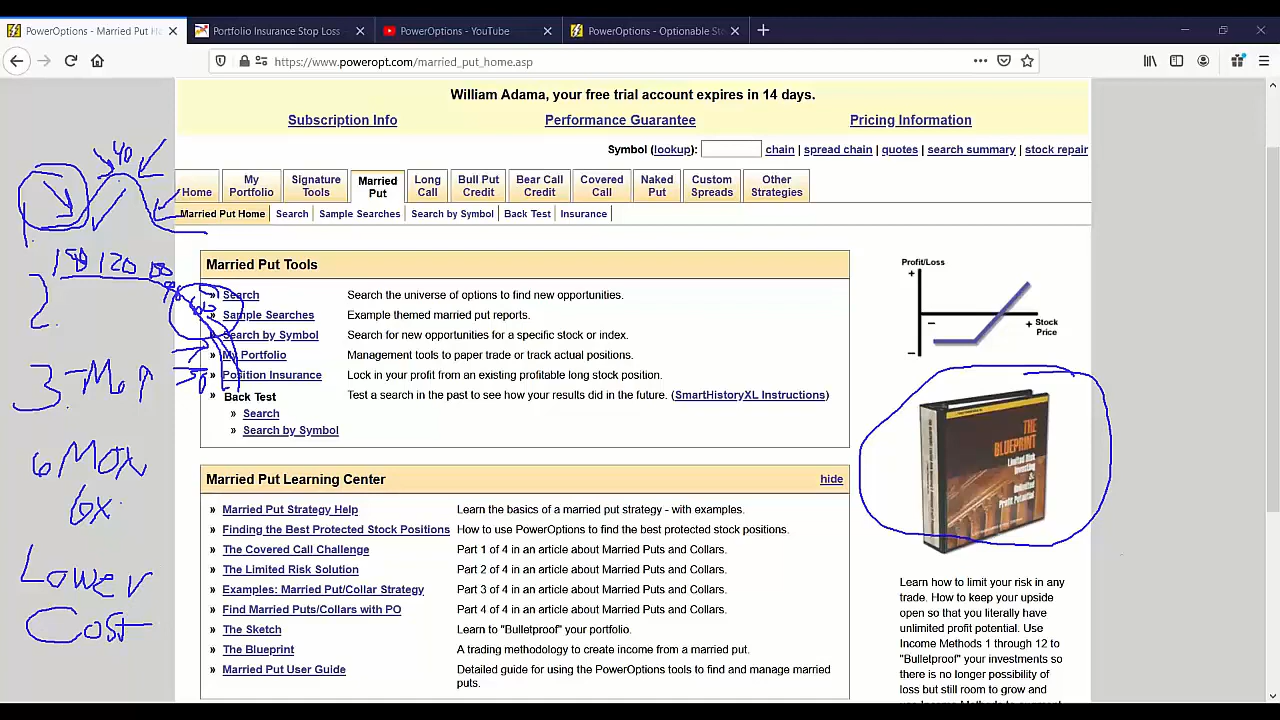 PowerOptions - Married Put H
Portfolio Insurance Stop Loss
PowerOptions - YouTube
PowerOptions - Optionable St
https://www.poweropt.com/married_put_home.asp
William Adama, your free trial account expires in 14 days.
Subscription Info Performance Guarantee Pricing Information
Symbol (lookup): chain | spread chain | quotes | search summary | stock repair
Home
My Portfolio
Signature Tools
Married Put
Long Call
Bull Put Credit
Bear Call Credit
Covered Call
Naked Put
Custom Spreads
Other Strategies
Married Put Home | Search | Sample Searches | Search by Symbol | Back Test | Insurance
40
120
2.
3-Mo
6 MOX
6x
Lower
Cost
Married Put Tools
» Search Search the universe of options to find new opportunities.
» Sample Searches Example themed married put reports.
» Search by Symbol Search for new opportunities for a specific stock or index.
» My Portfolio Management tools to paper trade or track actual positions.
» Position Insurance Lock in your profit from an existing profitable long stock position.
» Back Test Test a search in the past to see how your results did in the future. (SmartHistoryXL Instructions)
» Search
» Search by Symbol
Married Put Learning Center hide
» Married Put Strategy Help Learn the basics of a married put strategy - with examples.
» Finding the Best Protected Stock Positions How to use PowerOptions to find the best protected stock positions.
» The Covered Call Challenge Part 1 of 4 in an article about Married Puts and Collars.
» The Limited Risk Solution Part 2 of 4 in an article about Married Puts and Collars.
» Examples: Married Put/Collar Strategy Part 3 of 4 in an article about Married Puts and Collars.
» Find Married Puts/Collars with PO Part 4 of 4 in an article about Married Puts and Collars.
» The Sketch Learn to "Bulletproof" your portfolio.
» The Blueprint A trading methodology to create income from a married put.
» Married Put User Guide Detailed guide for using the PowerOptions tools to find and manage married
puts.
Profit/Loss
+
− + Stock
Price
−
THE
BLUEPRINT
Limited Risk
Investing
&
Unlimited
Profit Potential
Learn how to limit your risk in any
trade. How to keep your upside
open so that you literally have
unlimited profit potential. Use
Income Methods 1 through 12 to
"Bulletproof" your investments so
there is no longer possibility of
loss but still room to grow and